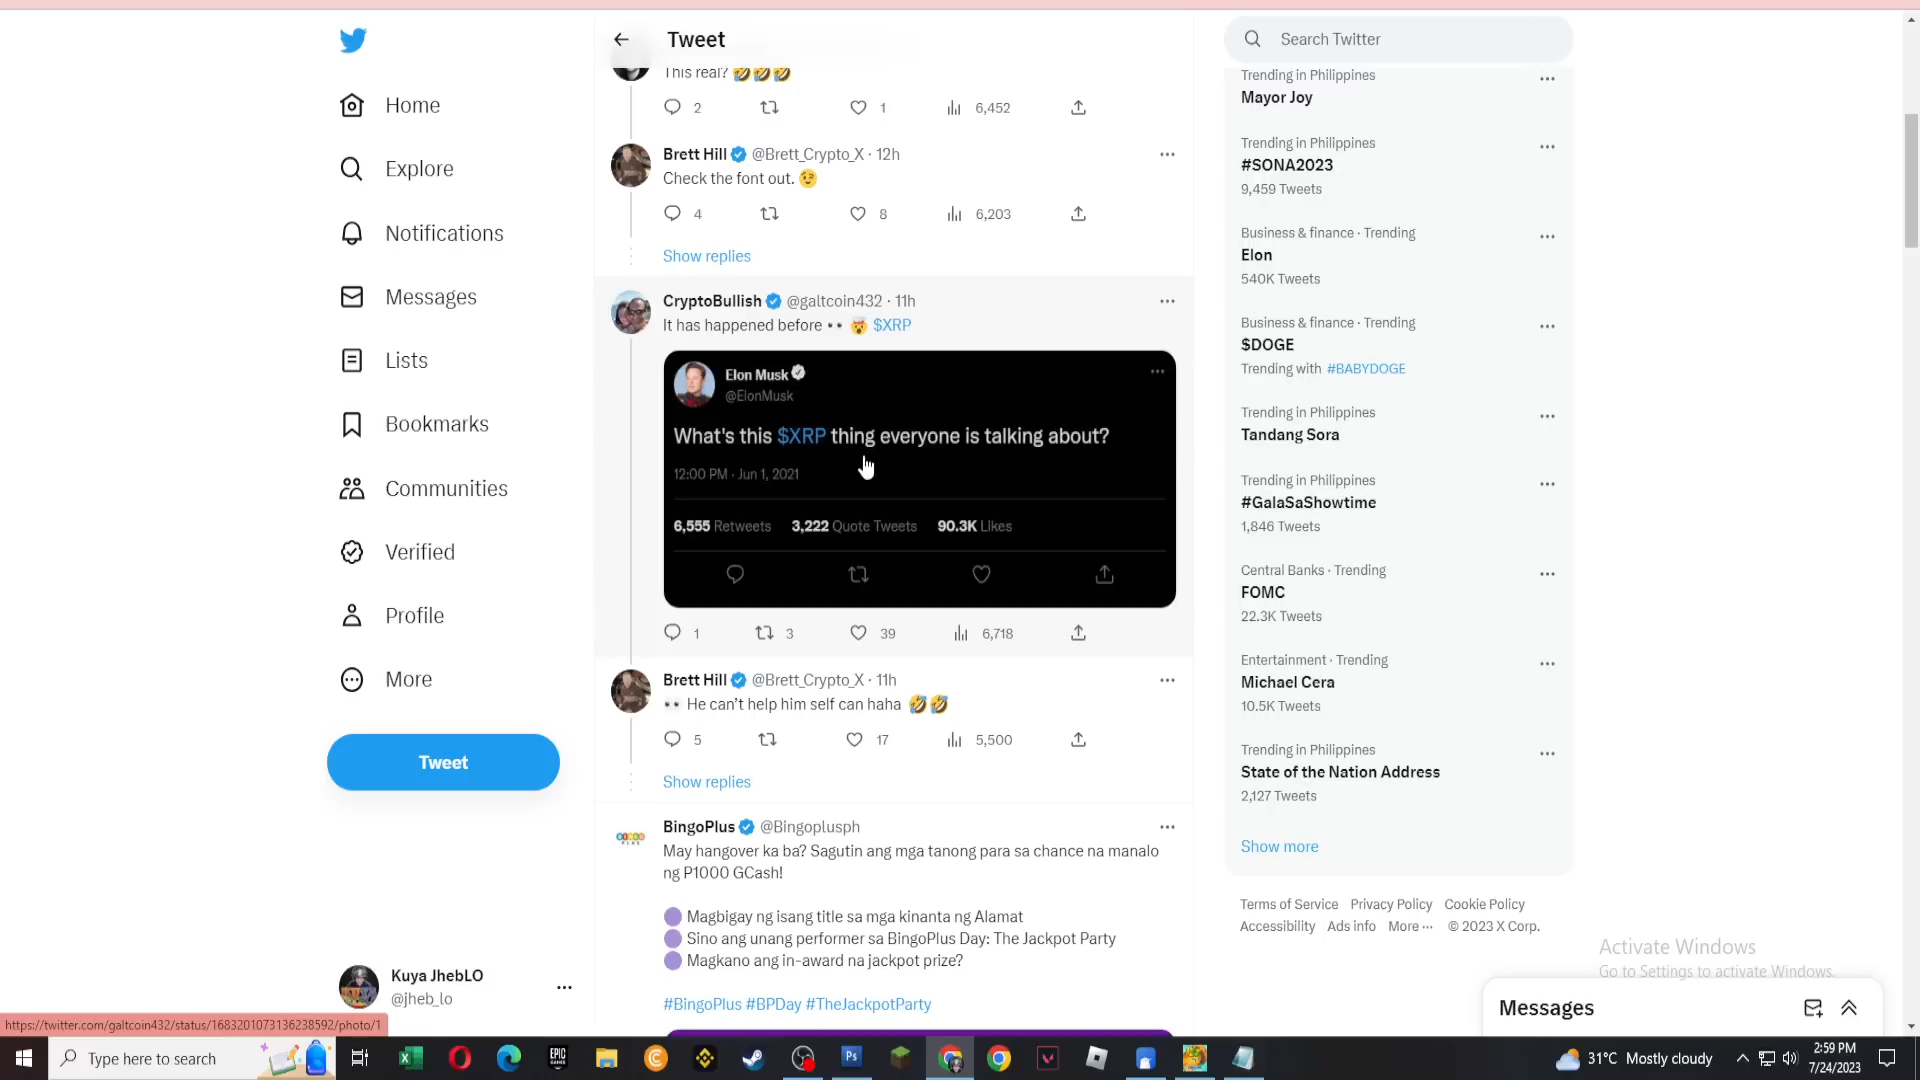 Tweet
Search Twitter
Home
Explore
Notifications
Messages
Lists
Bookmarks
Communities
Verified
Profile
More
Tweet
Kuya JhebLO
@jheb_lo
This real? 🤣🤣🤣
2 1 6,452
Brett Hill @Brett_Crypto_X · 12h
Check the font out. 😉
4 8 6,203
Show replies
CryptoBullish @galtcoin432 · 11h
It has happened before 👀 🤯 $XRP
Elon Musk
@ElonMusk
What's this $XRP thing everyone is talking about?
12:00 PM · Jun 1, 2021
6,555 Retweets 3,222 Quote Tweets 90.3K Likes
1 3 39 6,718
Brett Hill @Brett_Crypto_X · 11h
👀 He can't help him self can haha 🤣🤣
5 17 5,500
Show replies
BingoPlus @Bingoplusph
BINGO PLUS
May hangover ka ba? Sagutin ang mga tanong para sa chance na manalo
ng P1000 GCash!
🟣 Magbigay ng isang title sa mga kinanta ng Alamat
🟣 Sino ang unang performer sa BingoPlus Day: The Jackpot Party
🟣 Magkano ang in-award na jackpot prize?
#BingoPlus #BPDay #TheJackpotParty
Trending in Philippines
Mayor Joy
Trending in Philippines
#SONA2023
9,459 Tweets
Business & finance · Trending
Elon
540K Tweets
Business & finance · Trending
$DOGE
Trending with #BABYDOGE
Trending in Philippines
Tandang Sora
Trending in Philippines
#GalaSaShowtime
1,846 Tweets
Central Banks · Trending
FOMC
22.3K Tweets
Entertainment · Trending
Michael Cera
10.5K Tweets
Trending in Philippines
State of the Nation Address
2,127 Tweets
Show more
Terms of Service Privacy Policy Cookie Policy
Accessibility Ads info More ··· © 2023 X Corp.
Activate Windows
Go to Settings to activate Windows.
Messages
https://twitter.com/galtcoin432/status/1683201073136238592/photo/1
Type here to search
EPIC GAMES
Ps
31°C Mostly cloudy
2:59 PM
7/24/2023